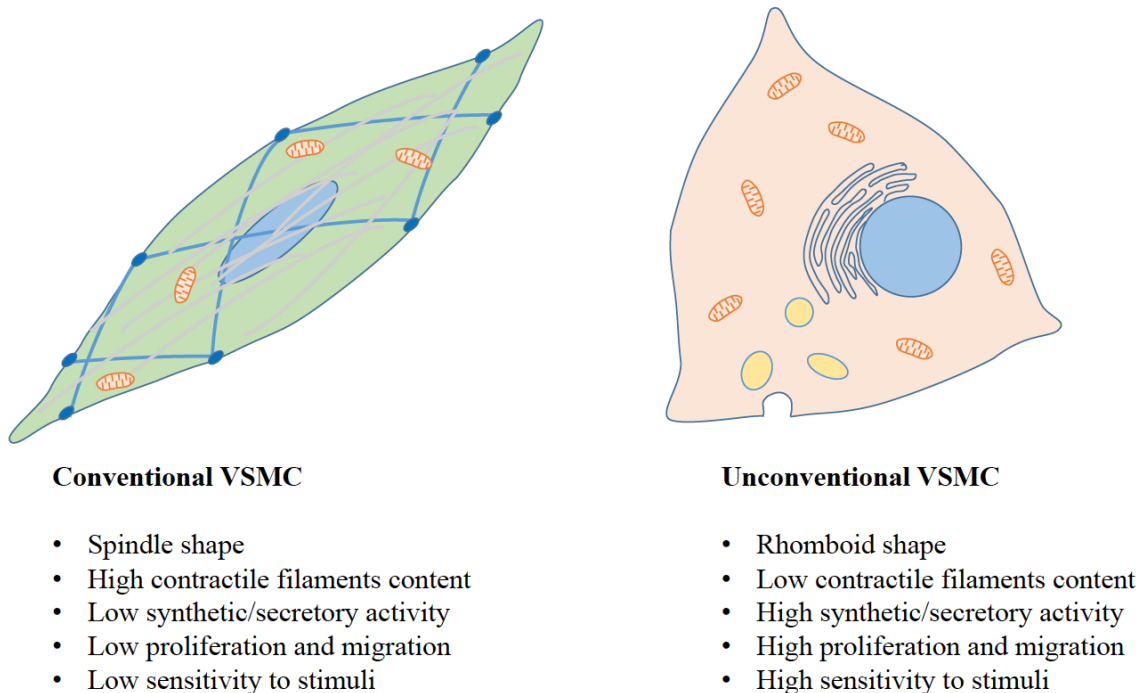 Conventional VSMC
• Spindle shape
• High contractile filaments content
• Low synthetic/secretory activity
• Low proliferation and migration
• Low sensitivity to stimuli
Unconventional VSMC
• Rhomboid shape
• Low contractile filaments content
• High synthetic/secretory activity
• High proliferation and migration
• High sensitivity to stimuli